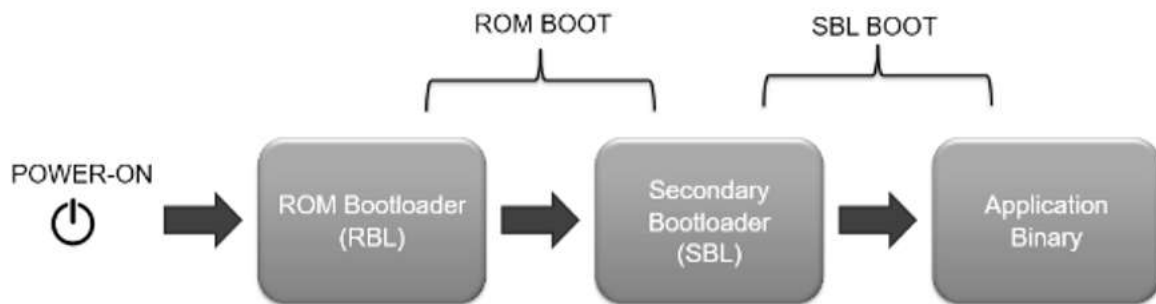 ROM BOOT
SBL BOOT
POWER-ON
ROM Bootloader
(RBL)
Secondary
Bootloader
(SBL)
Application
Binary